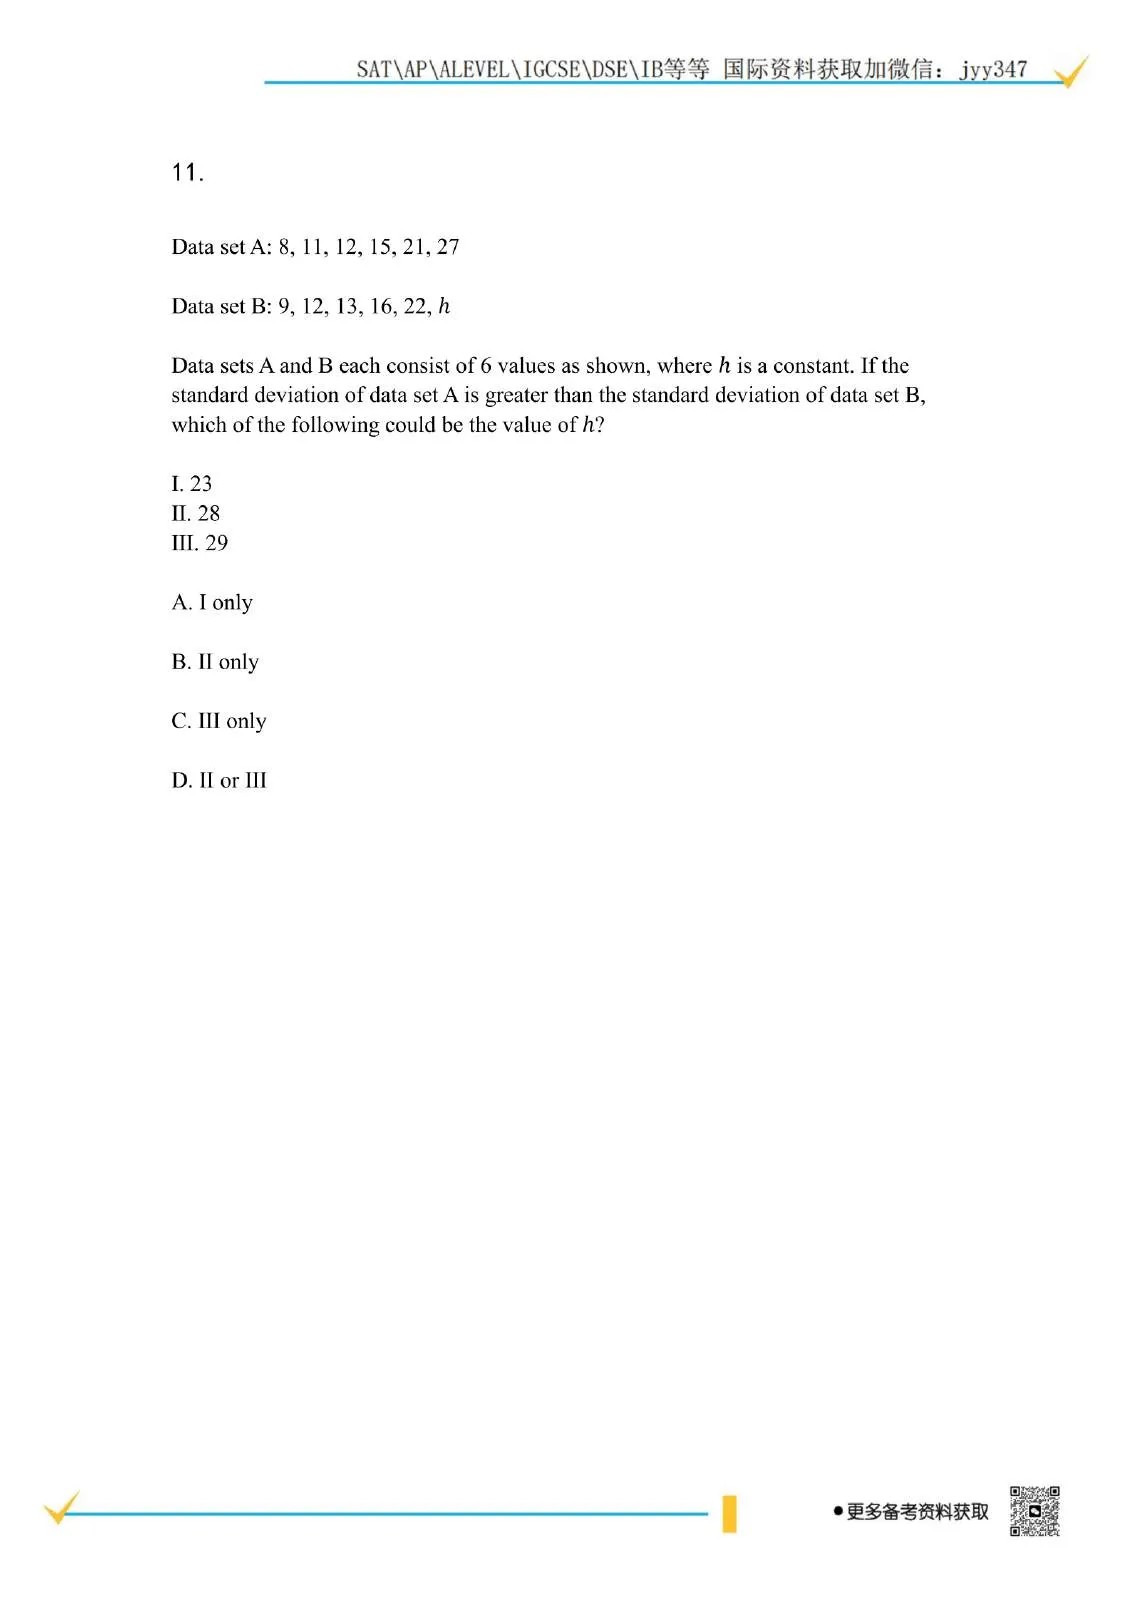 SAT\AP\ALEVEL\IGCSE\DSE\IB等等 国际资料获取加微信：jyy347
11.
Data set A: 8, 11, 12, 15, 21, 27
Data set B: 9, 12, 13, 16, 22, h
Data sets A and B each consist of 6 values as shown, where h is a constant. If the
standard deviation of data set A is greater than the standard deviation of data set B,
which of the following could be the value of h?
I. 23
II. 28
III. 29
A. I only
B. II only
C. III only
D. II or III
●更多备考资料获取